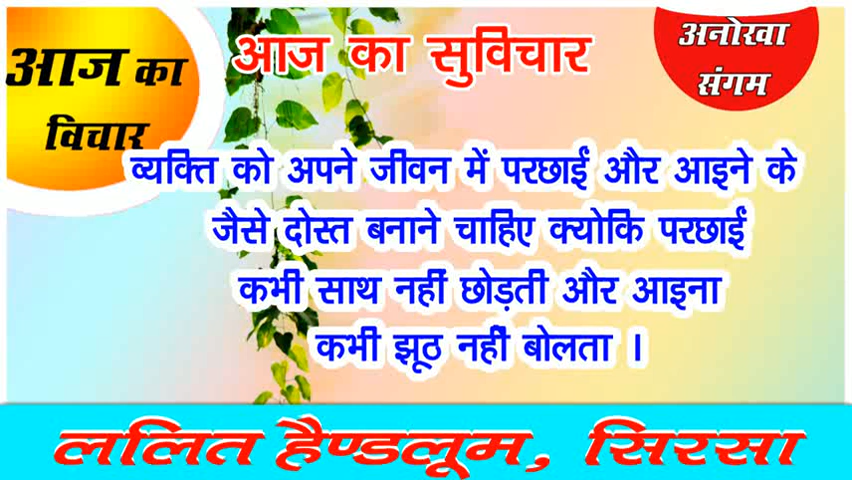 आज का
विचार
आज का सुविचार
अनोखा
संगम
व्यक्ति को अपने जीवन में परछाईं और आइने के
जैसे दोस्त बनाने चाहिए क्योकि परछाईं
कभी साथ नहीं छोड़ती और आइना
कभी झूठ नहीं बोलता ।
ललित हैण्डलूम, सिरसा